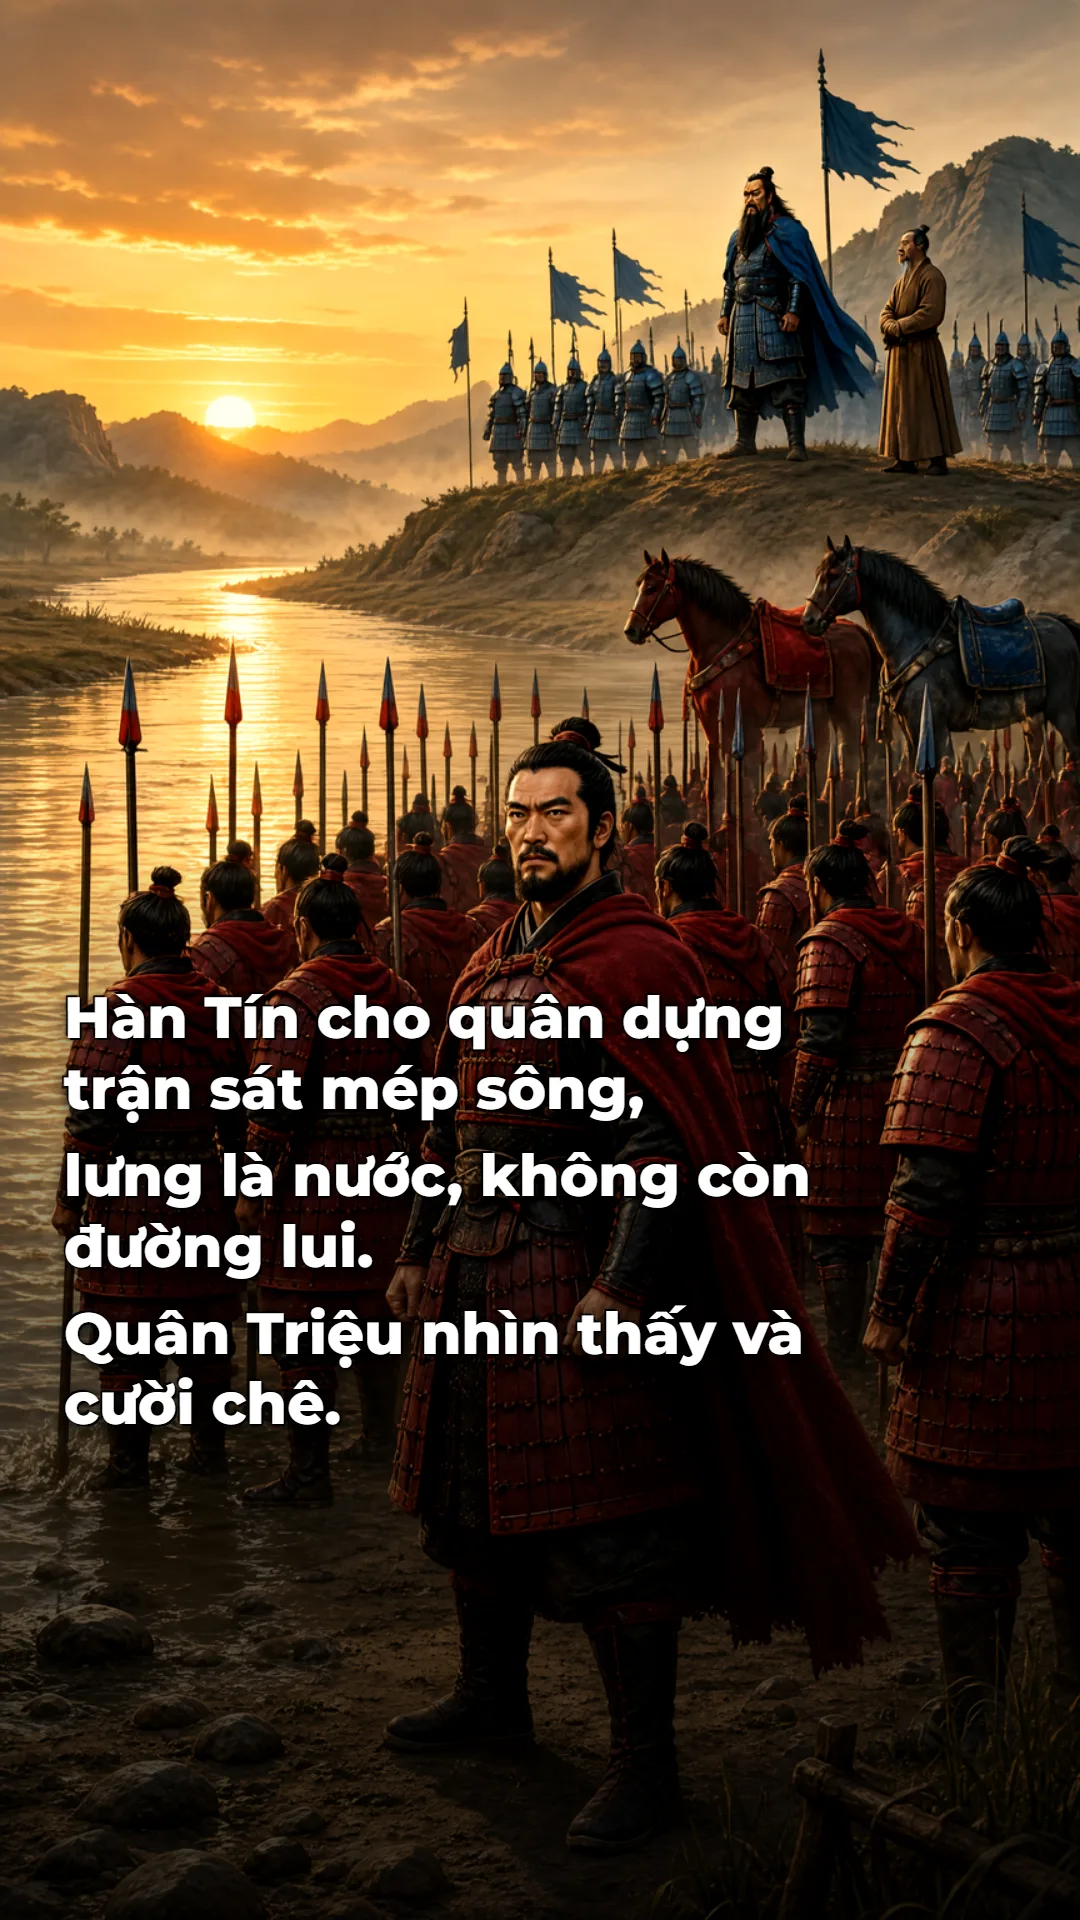 Hàn Tín cho quân dựng
trận sát mép sông,
lưng là nước, không còn
đường lui.
Quân Triệu nhìn thấy và
cười chê.